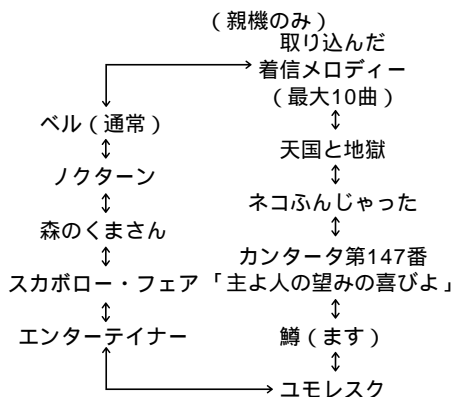 (親機のみ)
取り込んだ
着信メロディー
(最大10曲)
ベル(通常)
天国と地獄
ノクターン
ネコふんじゃった
森のくまさん
カンタータ第147番
スカボロー・フェア
「主よ人の望みの喜びよ」
エンターテイナー
鱒(ます)
ユモレスク